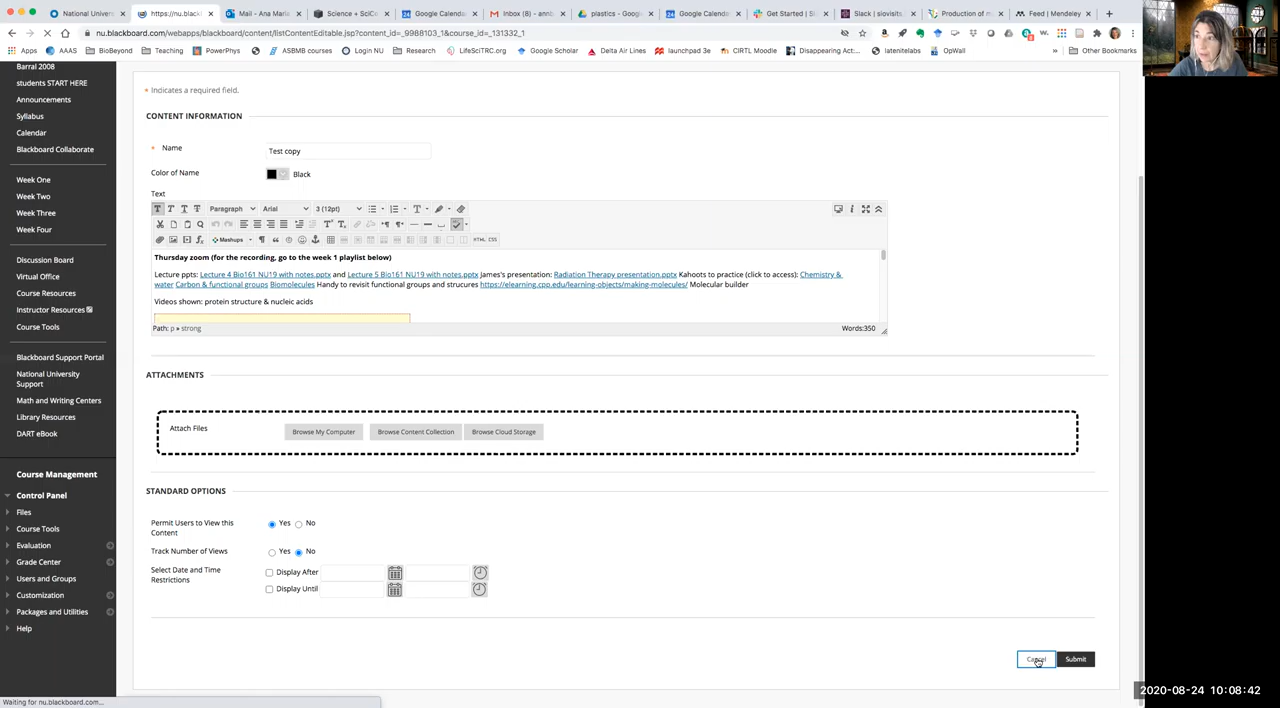 National Univers
https://nu.black
Mail - Ana Marie
Science + SciC
Google Calenda
Inbox (8) - annb
plastics - Googl
Google Calenda
Get Started | Sl
Slack | slovisits
Production of m
Feed | Mendeley
nu.blackboard.com/webapps/blackboard/content/listContentEditable.jsp?content_id=_9988103_1&course_id=_131332_1
Apps
AAAS
BioBeyond
Teaching
PowerPhys
ASBMB courses
Login NU
Research
LifeSciTRC.org
Google Scholar
Delta Air Lines
launchpad 3e
CIRTL Moodle
Disappearing Act:...
latenitelabs
OpWall
»
Other Bookmarks
Barral 2008
students START HERE
Announcements
Syllabus
Calendar
Blackboard Collaborate
Week One
Week Two
Week Three
Week Four
Discussion Board
Virtual Office
Course Resources
Instructor Resources
Course Tools
Blackboard Support Portal
National University
Support
Math and Writing Centers
Library Resources
DART eBook
Course Management
Control Panel
Files
Course Tools
Evaluation
Grade Center
Users and Groups
Customization
Packages and Utilities
Help
* Indicates a required field.
CONTENT INFORMATION
* Name
Test copy
Color of Name
Black
Text
T T T T Paragraph Arial 3 (12pt)
Mashups
HTML CSS
Thursday zoom (for the recording, go to the week 1 playlist below)
Lecture ppts: Lecture 4 Bio161 NU19 with notes.pptx and Lecture 5 Bio161 NU19 with notes.pptx James's presentation: Radiation Therapy presentation.pptx Kahoots to practice (click to access): Chemistry &
water Carbon & functional groups Biomolecules Handy to revisit functional groups and strucures https://elearning.cpp.edu/learning-objects/making-molecules/ Molecular builder
Videos shown: protein structure & nucleic acids
Path: p » strong
Words:350
ATTACHMENTS
Attach Files
Browse My Computer
Browse Content Collection
Browse Cloud Storage
STANDARD OPTIONS
Permit Users to View this
Content
Yes
No
Track Number of Views
Yes
No
Select Date and Time
Restrictions
Display After
Display Until
Cancel
Submit
Waiting for nu.blackboard.com...
2020-08-24 10:08:42